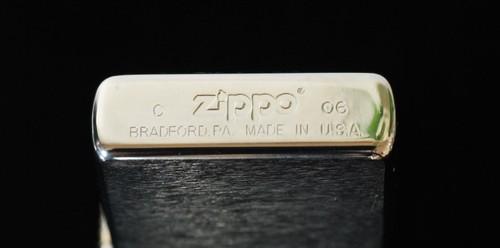 C Zippo® 06
BRADFORD, PA. MADE IN U.S.A.